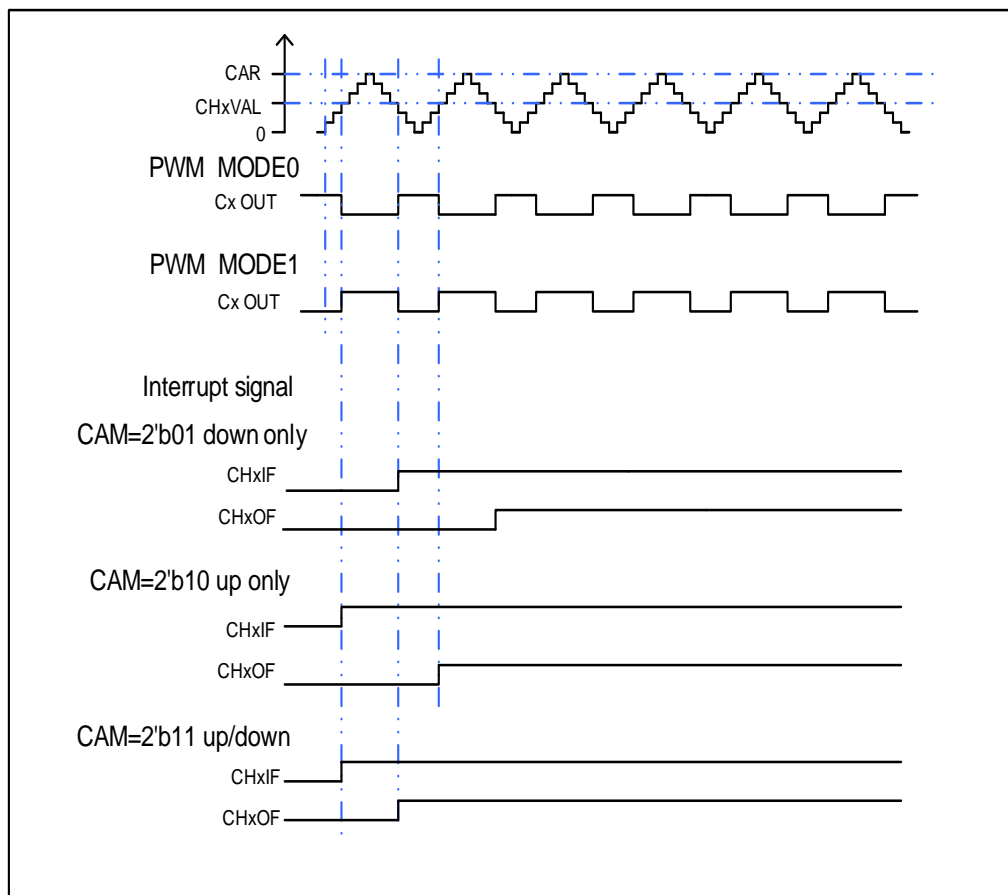 CAR
CHxVAL
0
PWM MODE0
Cx OUT
PWM MODE1
Cx OUT
Interrupt signal
CAM=2'b01 down only
CHxIF
CHxOF
CAM=2'b10 up only
CHxIF
CHxOF
CAM=2'b11 up/down
CHxIF
CHxOF